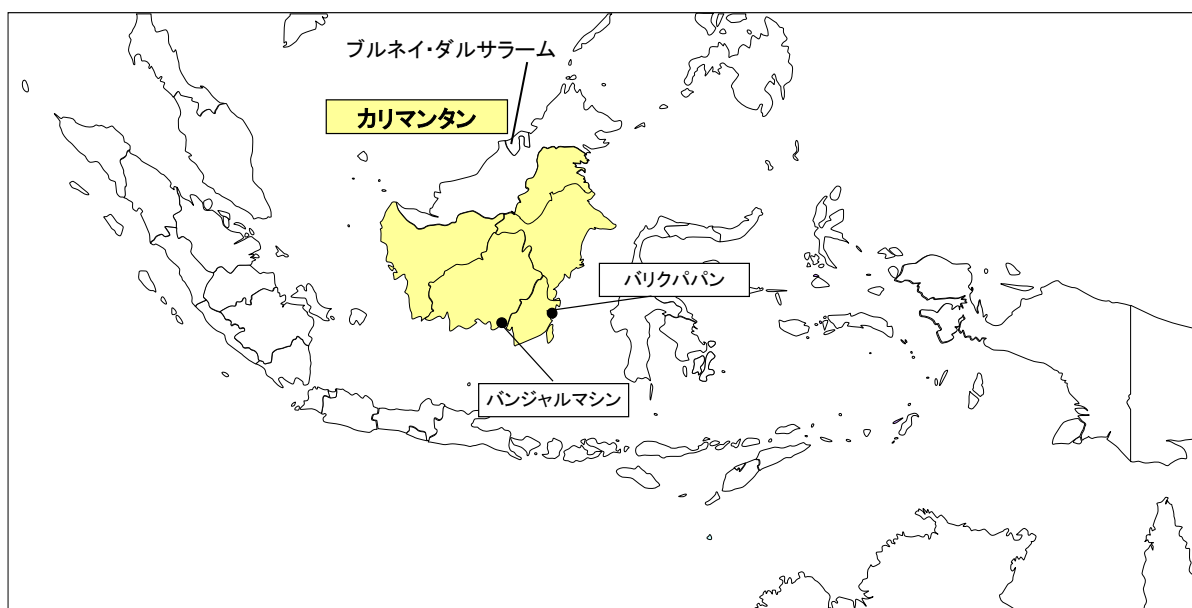 ブルネイ・ダルサラーム
カリマンタン
バリクパパン
バンジャルマシン